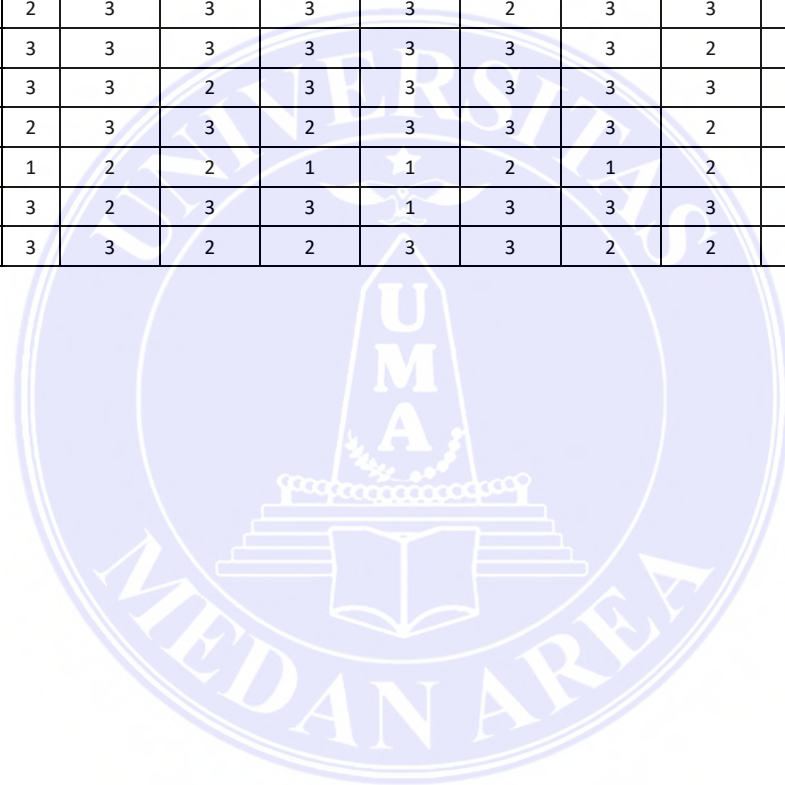 2 3 3 3 3 2 3 3
3 3 3 3 3 3 3 2
3 3 2 3 3 3 3 3
2 3 3 2 3 3 3 2
1 2 2 1 1 2 1 2
3 2 3 3 1 3 3 3
3 3 2 2 3 3 2 2
UNIVERSITAS
U
M
A
MEDAN AREA